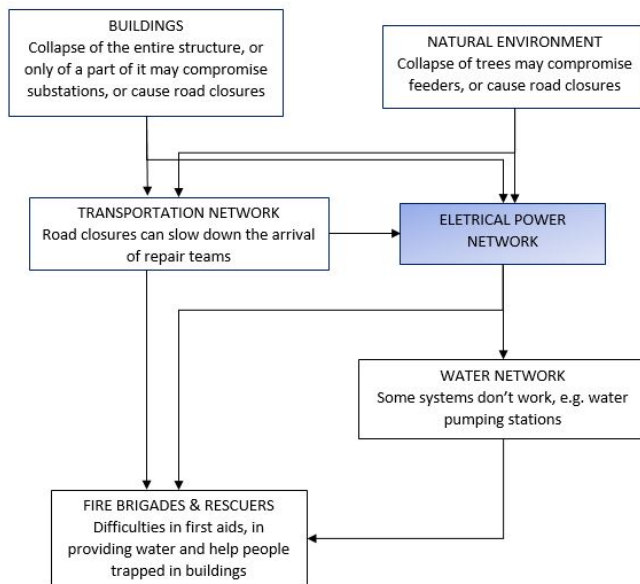 BUILDINGS
Collapse of the entire structure, or
only of a part of it may compromise
substations, or cause road closures
NATURAL ENVIRONMENT
Collapse of trees may compromise
feeders, or cause road closures
TRANSPORTATION NETWORK
Road closures can slow down the arrival
of repair teams
ELETRICAL POWER
NETWORK
WATER NETWORK
Some systems don’t work, e.g. water
pumping stations
FIRE BRIGADES & RESCUERS
Difficulties in first aids, in
providing water and help people
trapped in buildings